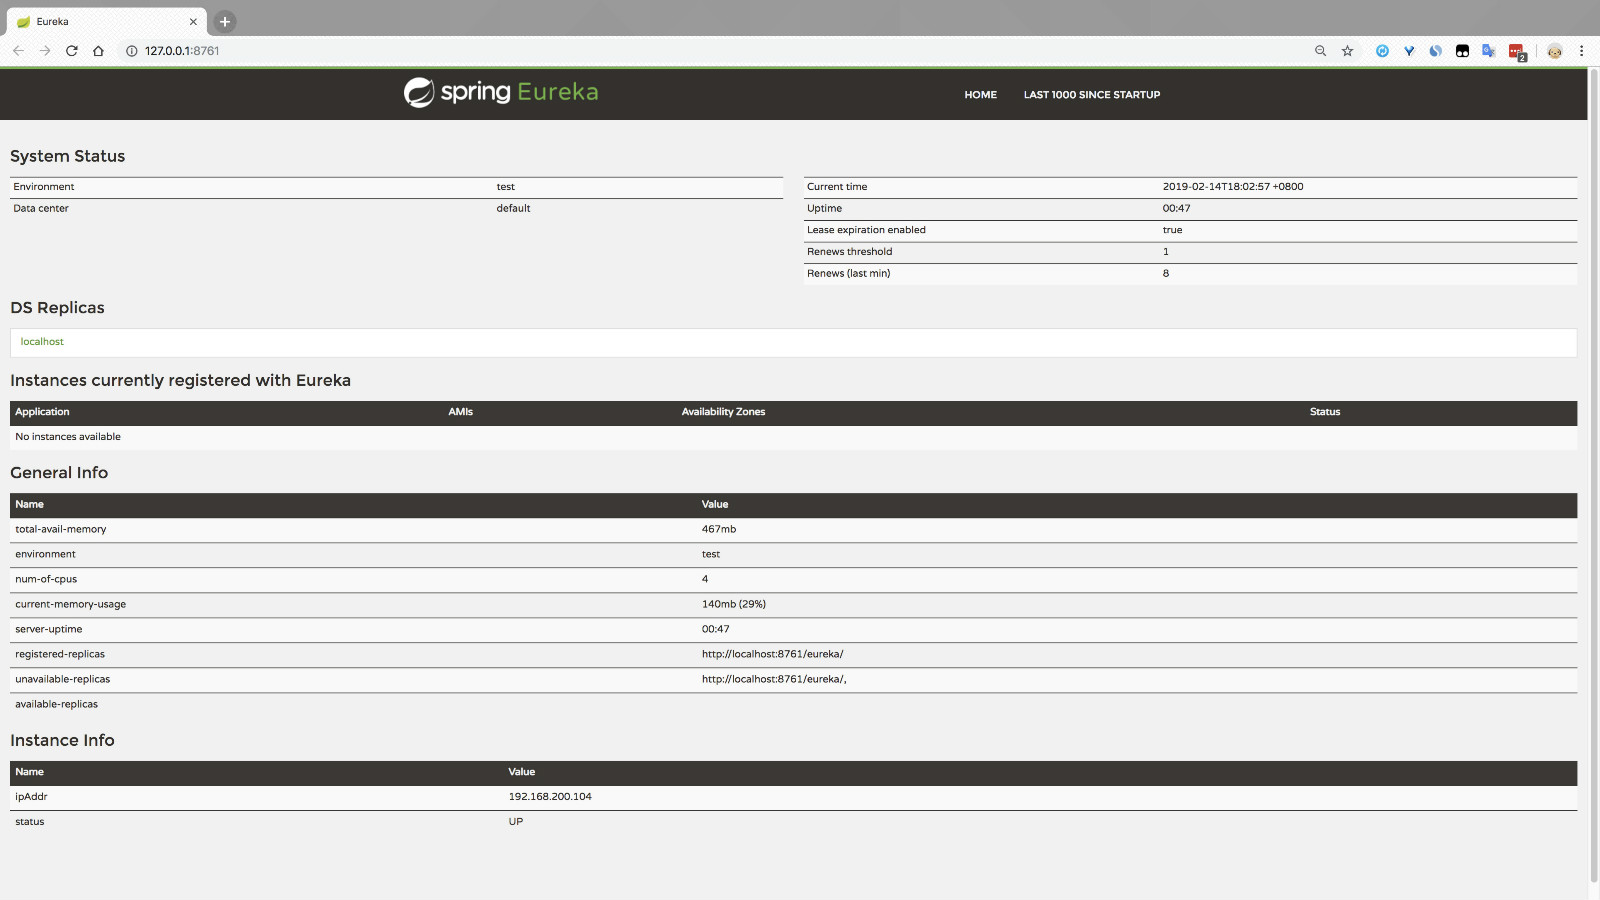 Eureka
127.0.0.1:8761
2
spring Eureka
HOME LAST 1000 SINCE STARTUP
System Status
Environment test
Data center default
Current time 2019-02-14T18:02:57 +0800
Uptime 00:47
Lease expiration enabled true
Renews threshold 1
Renews (last min) 8
DS Replicas
localhost
Instances currently registered with Eureka
Application AMIs Availability Zones Status
No instances available
General Info
Name Value
total-avail-memory 467mb
environment test
num-of-cpus 4
current-memory-usage 140mb (29%)
server-uptime 00:47
registered-replicas http://localhost:8761/eureka/
unavailable-replicas http://localhost:8761/eureka/,
available-replicas
Instance Info
Name Value
ipAddr 192.168.200.104
status UP